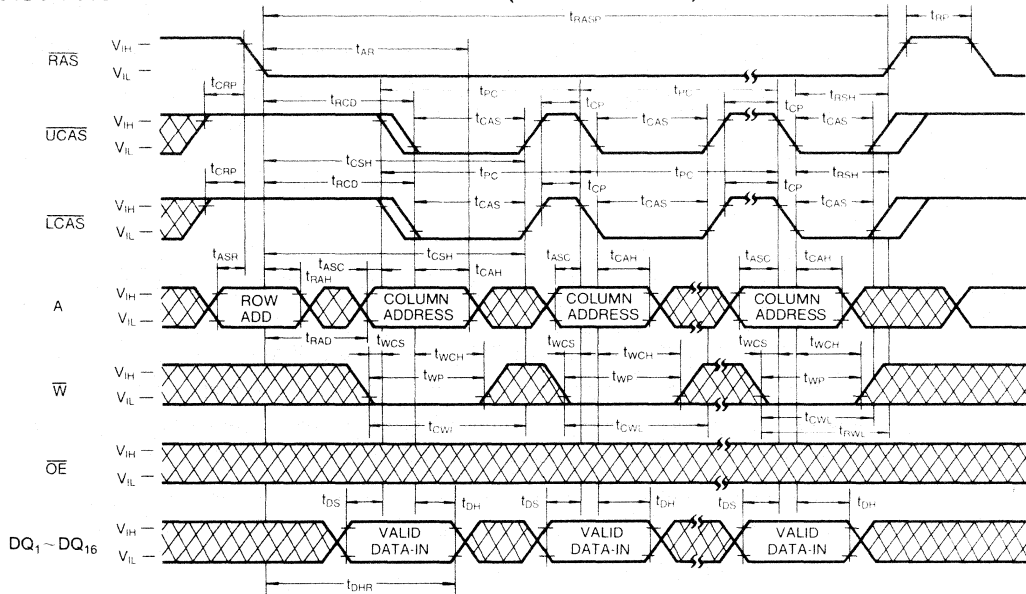 tRASP tRP
tAR
RAS VIH
VIL
tCRP tRCD tPC tCP tPC tCP tRSH
UCAS VIH
VIL
tCAS tCAS tCAS
tCSH
tCRP tRCD tPC tCP tPC tCP tRSH
LCAS VIH
VIL
tCAS tCAS tCAS
tCSH
tASR tRAH tASC tCAH tASC tCAH tASC tCAH
A VIH
VIL
ROW ADD
COLUMN ADDRESS
COLUMN ADDRESS
COLUMN ADDRESS
tRAD tWCS tWCH tWCS tWCH tWCS tWCH
W VIH
VIL
tWP tWP tWP
tCWL tCWL tCWL
tRWL
OE VIH
VIL
tDS tDH tDS tDH tDS tDH
DQ1~DQ16 VIH
VIL
VALID DATA-IN
VALID DATA-IN
VALID DATA-IN
tDHR